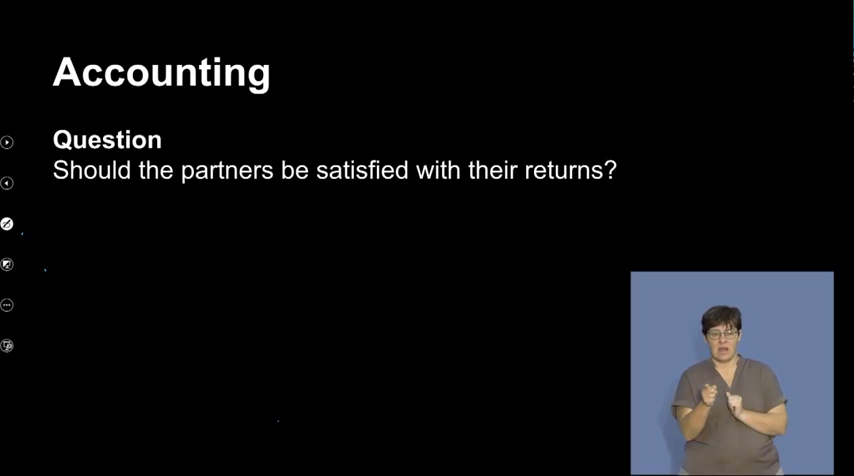 Accounting
Question
Should the partners be satisfied with their returns?